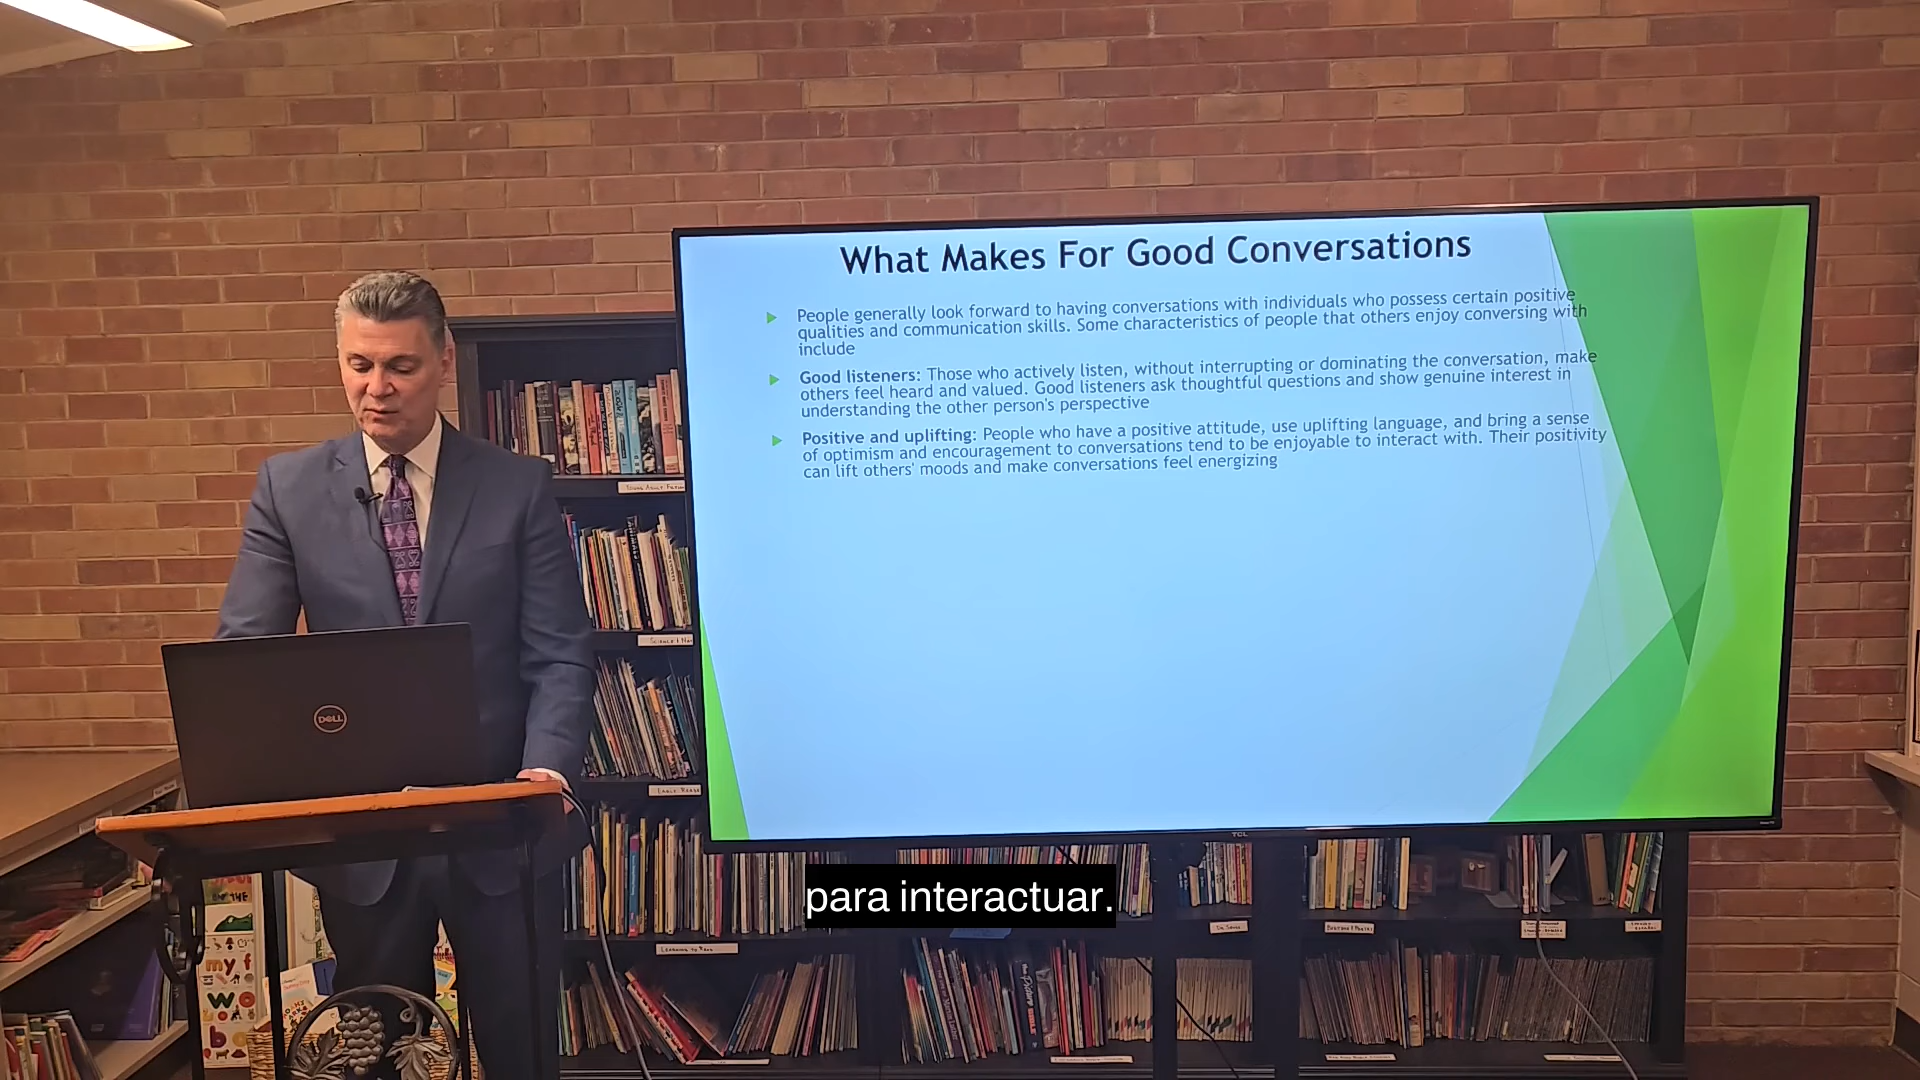 What Makes For Good Conversations
People generally look forward to having conversations with individuals who possess certain positive
qualities and communication skills. Some characteristics of people that others enjoy conversing with
include
Good listeners: Those who actively listen, without interrupting or dominating the conversation, make
others feel heard and valued. Good listeners ask thoughtful questions and show genuine interest in
understanding the other person's perspective
Positive and uplifting: People who have a positive attitude, use uplifting language, and bring a sense
of optimism and encouragement to conversations tend to be enjoyable to interact with. Their positivity
can lift others' moods and make conversations feel energizing
DELL
TCL
para interactuar.
Learning to Read
my f